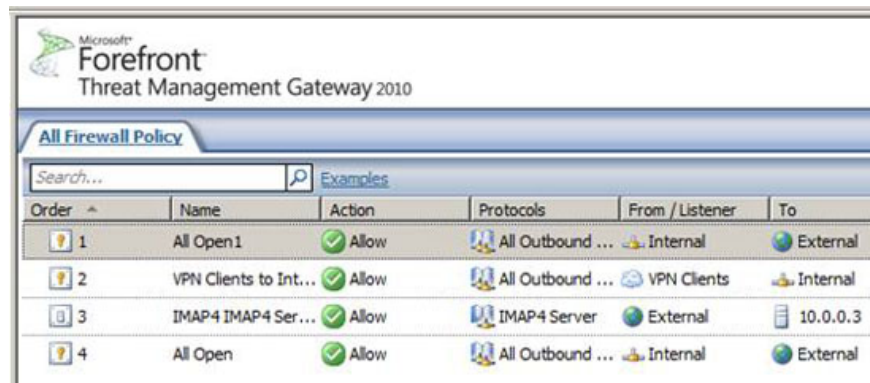 Microsoft®
Forefront™
Threat Management Gateway 2010
All Firewall Policy
Search... Examples
Order Name Action Protocols From / Listener To
1 All Open1 Allow All Outbound ... Internal External
2 VPN Clients to Int... Allow All Outbound ... VPN Clients Internal
3 IMAP4 IMAP4 Ser... Allow IMAP4 Server External 10.0.0.3
4 All Open Allow All Outbound ... Internal External